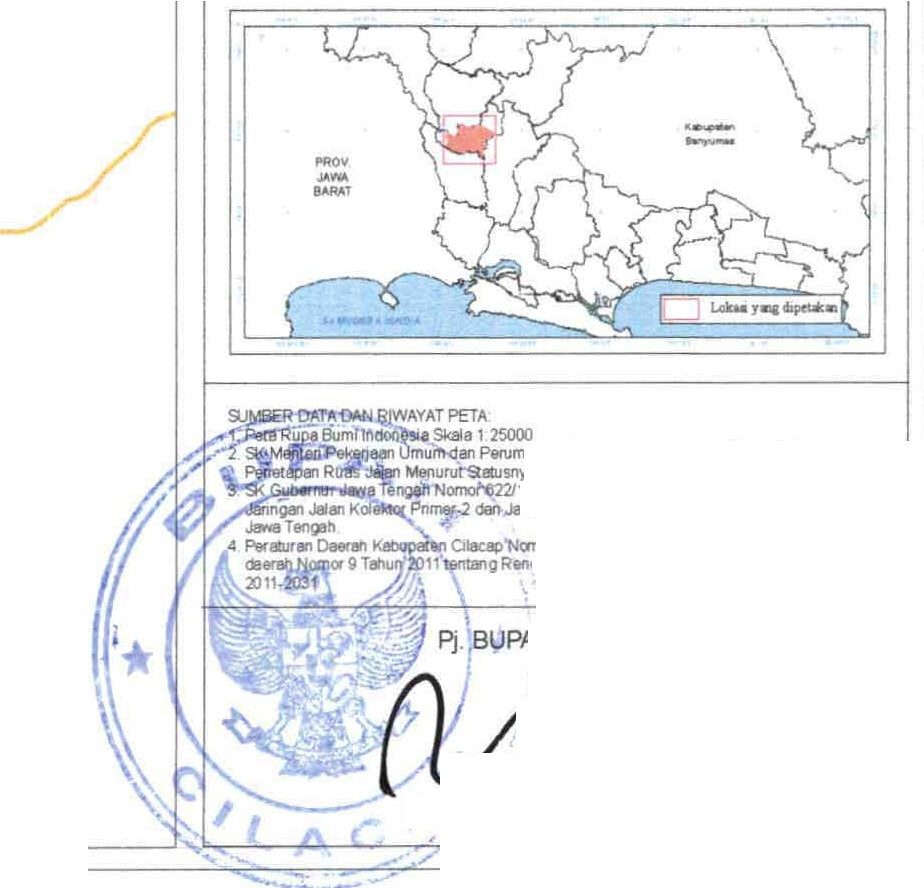 Kabupaten
Banyumas
PROV.
JAWA
BARAT
SAMUDERA HINDIA
Lokasi yang dipetakan
SUMBER DATA DAN RIWAYAT PETA:
1. Peta Rupa Bumi Indonesia Skala 1:25000
2. SK Menteri Pekerjaan Umum dan Perum
Penetapan Ruas Jalan Menurut Statusny
3. SK Gubernur Jawa Tengah Nomor 622/
Jaringan Jalan Kolektor Primer-2 dan Ja
Jawa Tengah.
4. Peraturan Daerah Kabupaten Cilacap Nom
daerah Nomor 9 Tahun 2011 tentang Ren
2011-2031
Pj. BUPA
BUPATI
CILAC